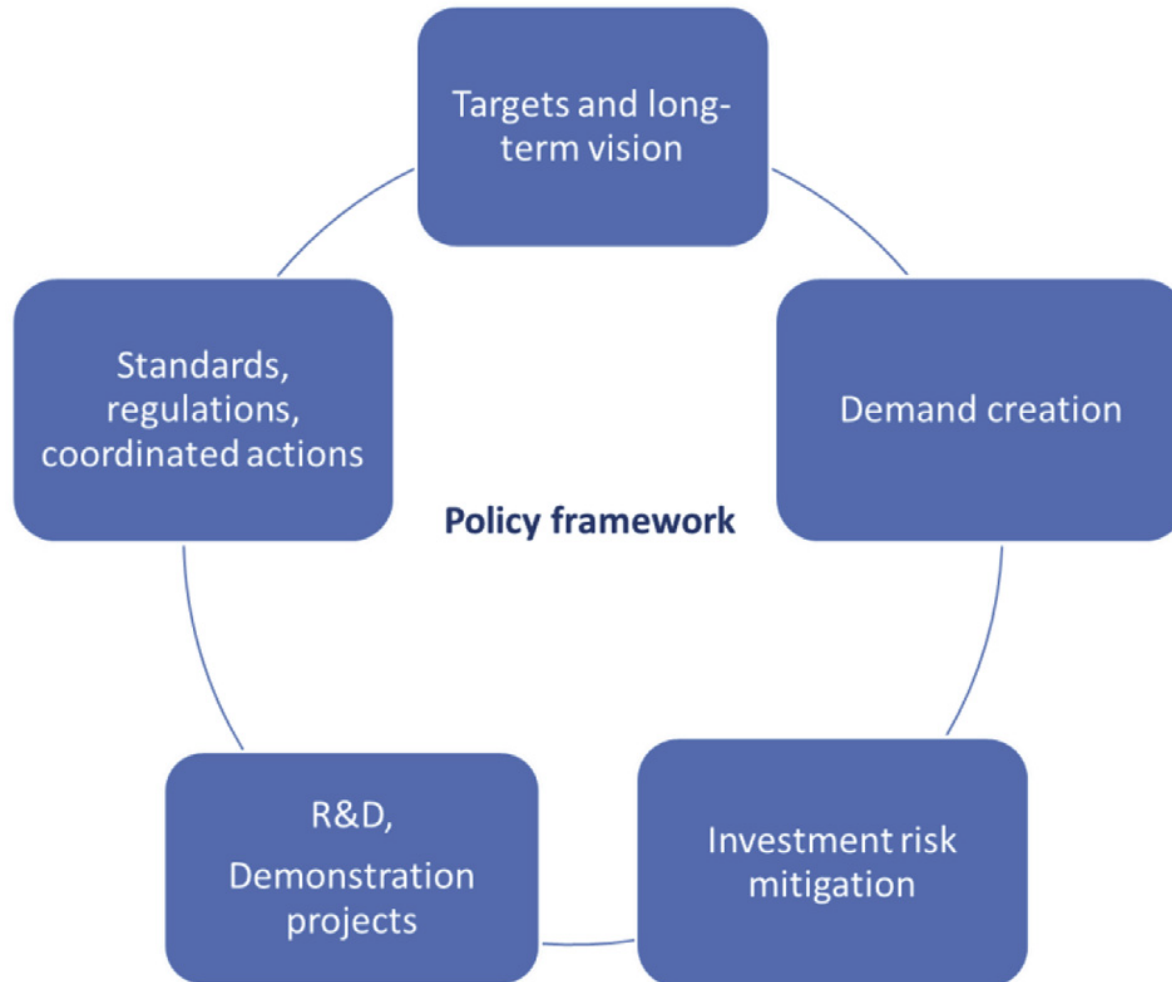 Targets and long-
term vision
Standards,
regulations,
coordinated actions
Demand creation
Policy framework
R&D,
Demonstration
projects
Investment risk
mitigation